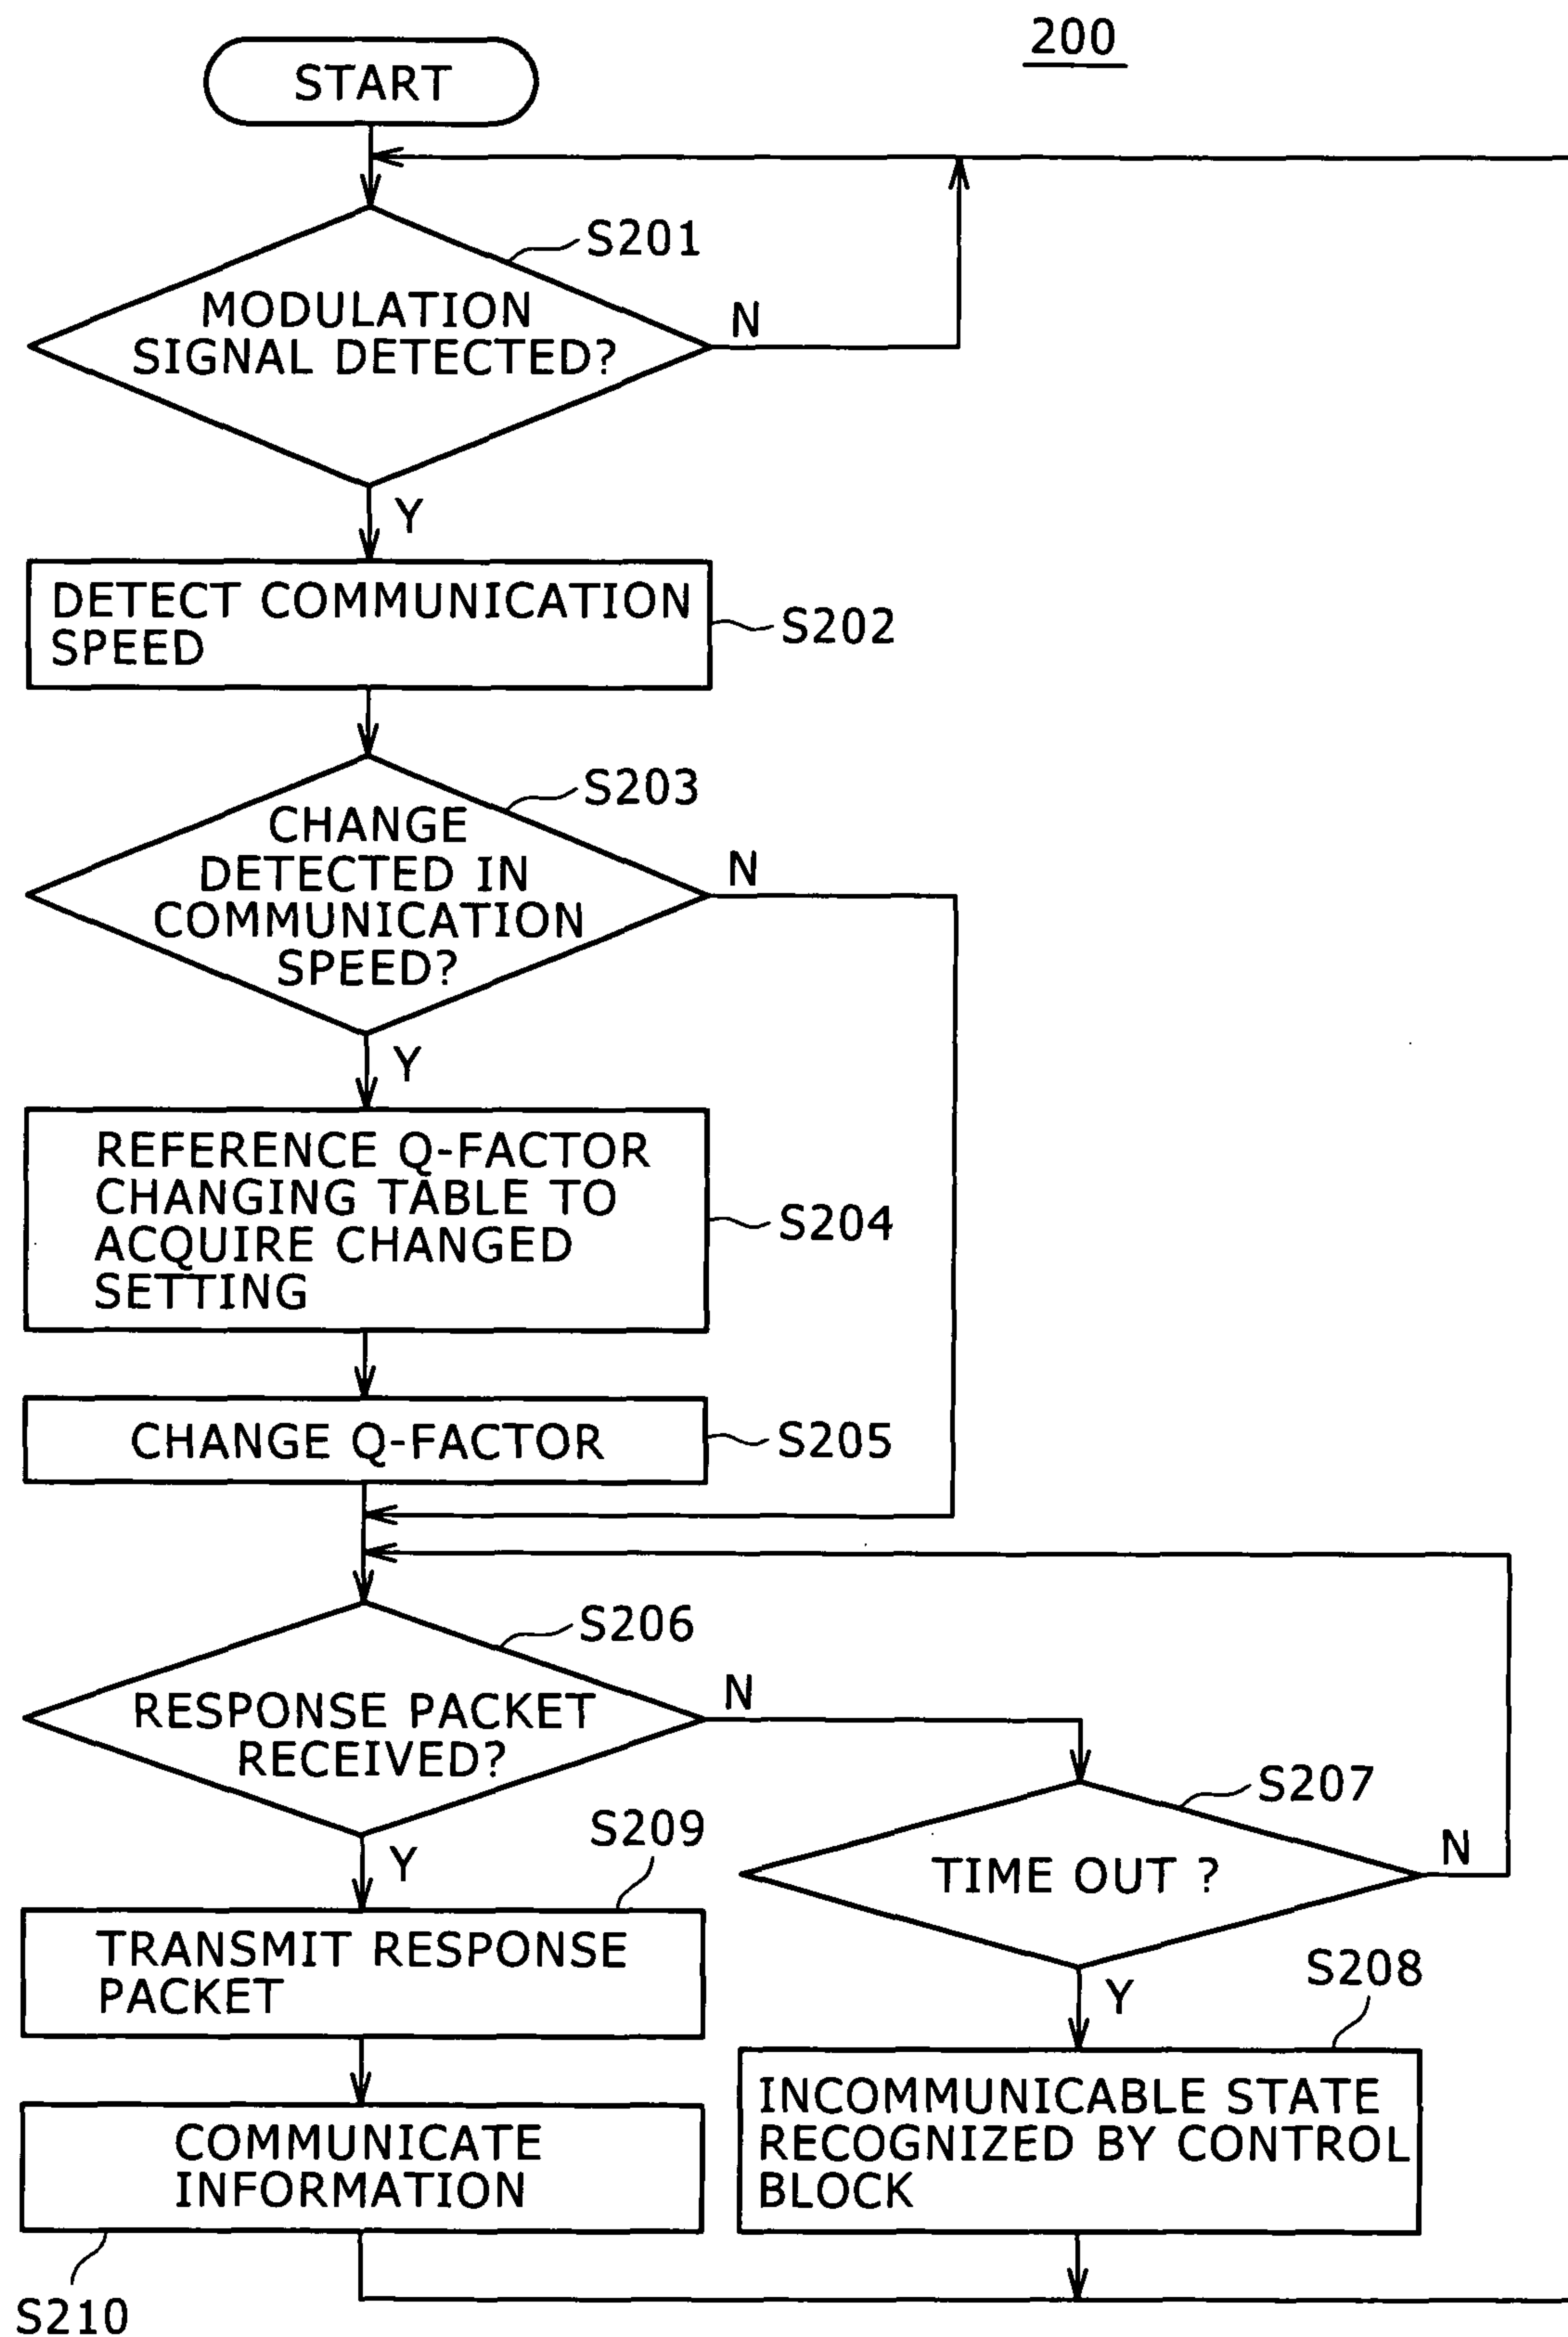 200
START
S201
MODULATION
SIGNAL DETECTED?
N
Y
DETECT COMMUNICATION
SPEED
S202
S203
CHANGE
DETECTED IN
COMMUNICATION
SPEED?
N
Y
REFERENCE Q-FACTOR
CHANGING TABLE TO
ACQUIRE CHANGED
SETTING
S204
CHANGE Q-FACTOR
S205
S206
RESPONSE PACKET
RECEIVED?
N
S207
TIME OUT ?
N
Y
S209
TRANSMIT RESPONSE
PACKET
Y
S208
INCOMMUNICABLE STATE
RECOGNIZED BY CONTROL
BLOCK
COMMUNICATE
INFORMATION
S210